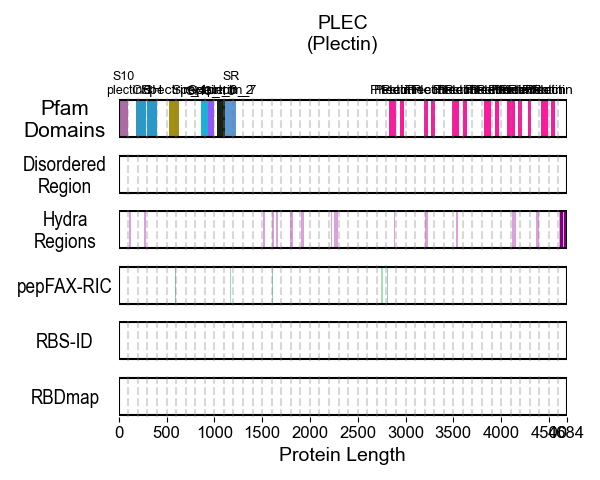 PLEC
(Plectin)
S10
plectin
SR
Pfam
Domains
Disordered
Region
Hydra
Regions
pepFAX-RIC
RBS-ID
RBDmap
0 500 1000 1500 2000 2500 3000 3500 4000 4500 4684
Protein Length